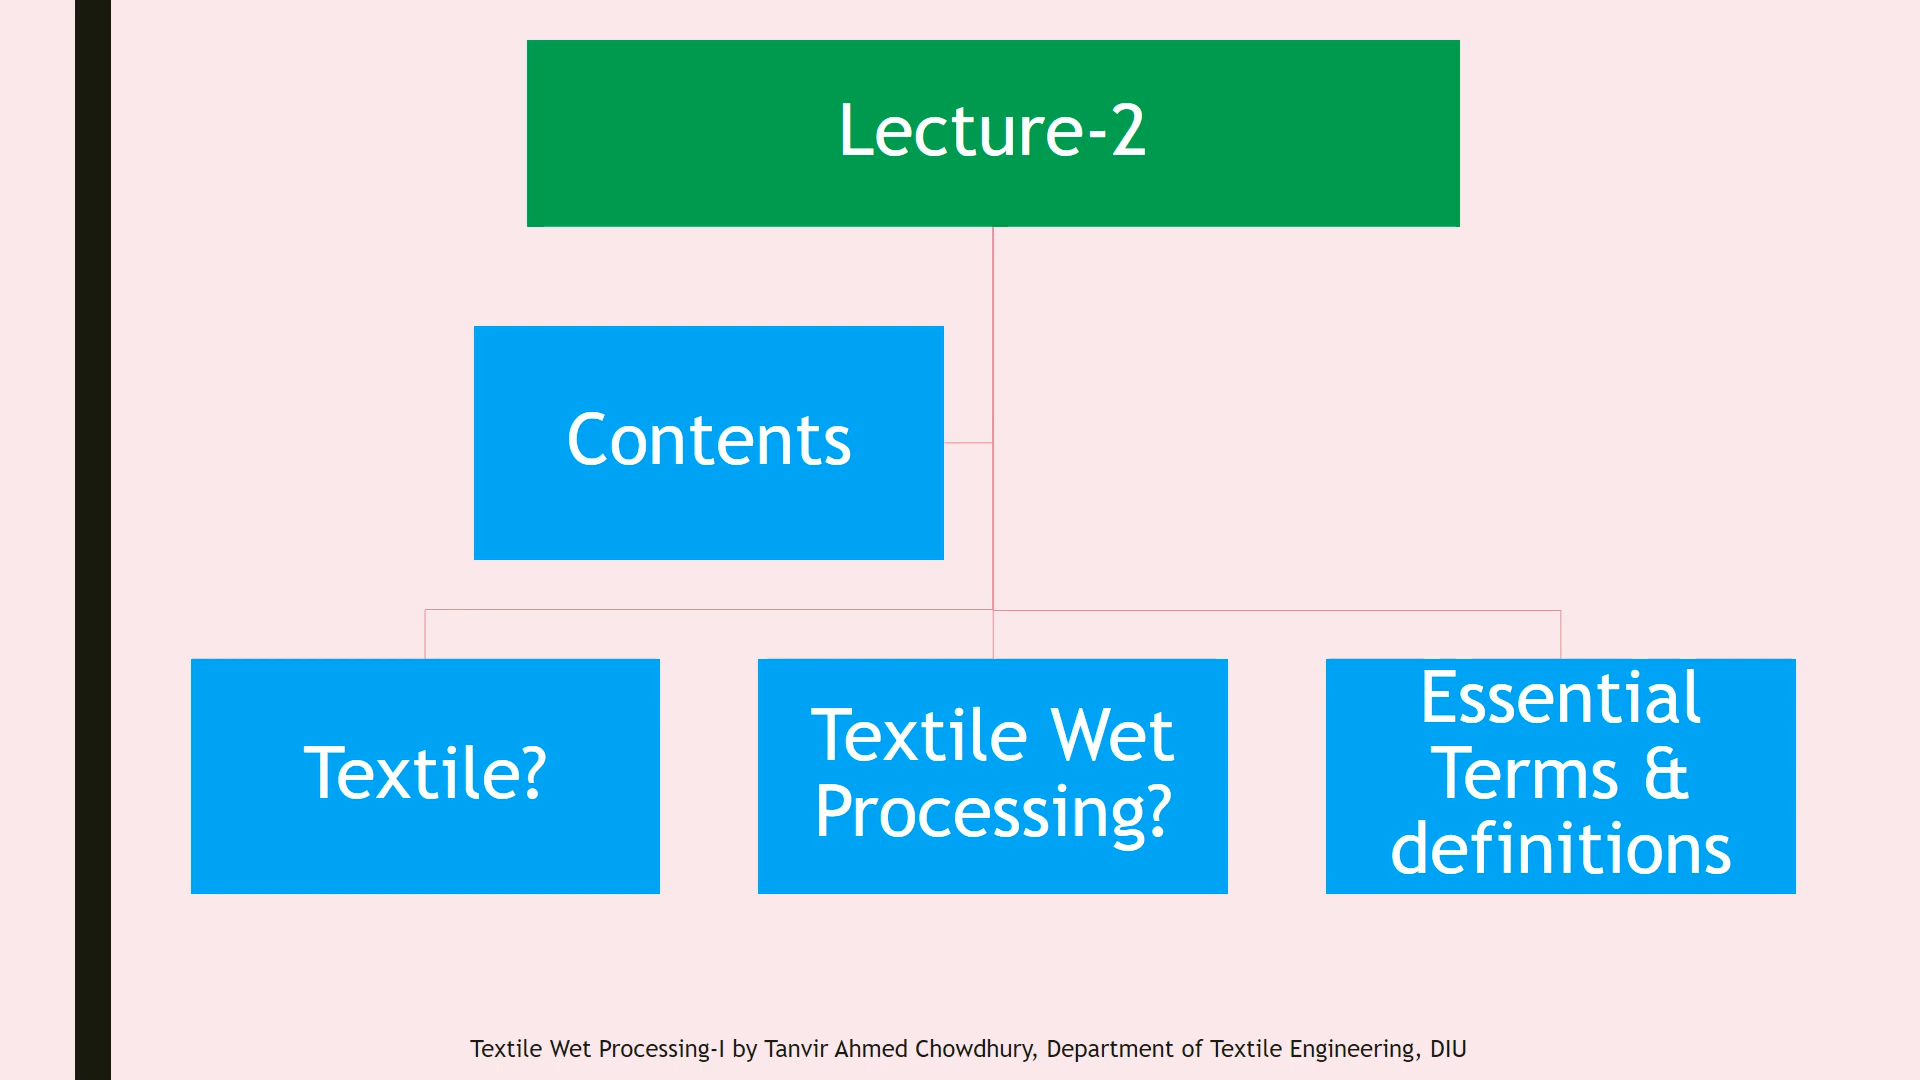 Lecture-2
Contents
Textile?
Textile Wet
Processing?
Essential
Terms &
definitions
Textile Wet Processing-I by Tanvir Ahmed Chowdhury, Department of Textile Engineering, DIU